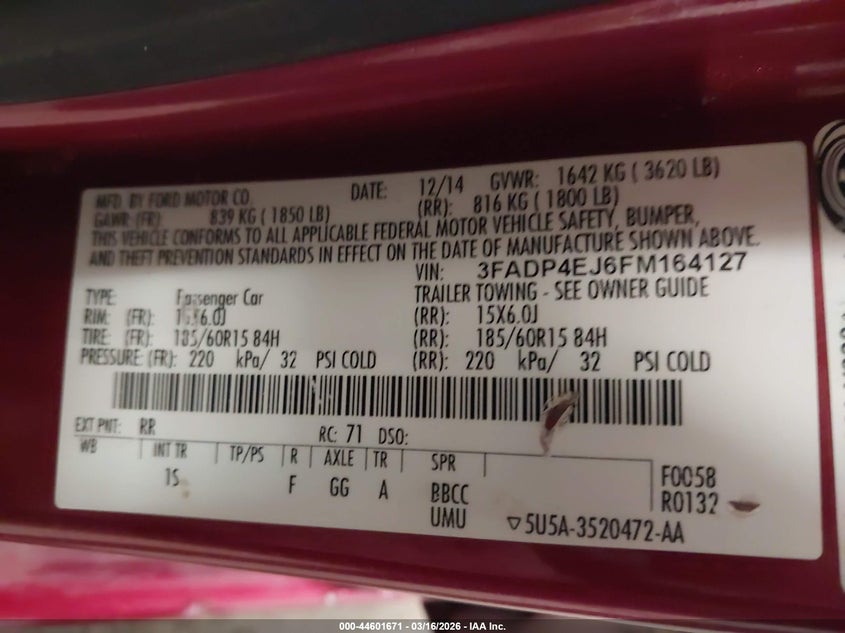 MFD. BY FORD MOTOR CO. DATE: 12/14 GVWR: 1642 KG ( 3620 LB)
GAWR: (FR) 839 KG ( 1850 LB) (RR): 816 KG ( 1800 LB)
THIS VEHICLE CONFORMS TO ALL APPLICABLE FEDERAL MOTOR VEHICLE SAFETY, BUMPER,
AND THEFT PREVENTION STANDARDS IN EFFECT ON THE DATE OF MANUFACTURE SHOWN ABOVE.
VIN: 3FADP4EJ6FM164127
TYPE: Passenger Car TRAILER TOWING - SEE OWNER GUIDE
RIM: (FR): 15X6.0J (RR): 15X6.0J
TIRE: (FR): 185/60R15 84H (RR): 185/60R15 84H
PRESSURE: (FR): 220 kPa/ 32 PSI COLD (RR): 220 kPa/ 32 PSI COLD
EXT PNT: RR RC: 71 DSO:
WB INT TR TP/PS R AXLE TR SPR
1S F GG A BBCC F0058
UMU R0132
▽5U5A-3520472-AA
000-44601671 - 03/16/2026 - IAA Inc.